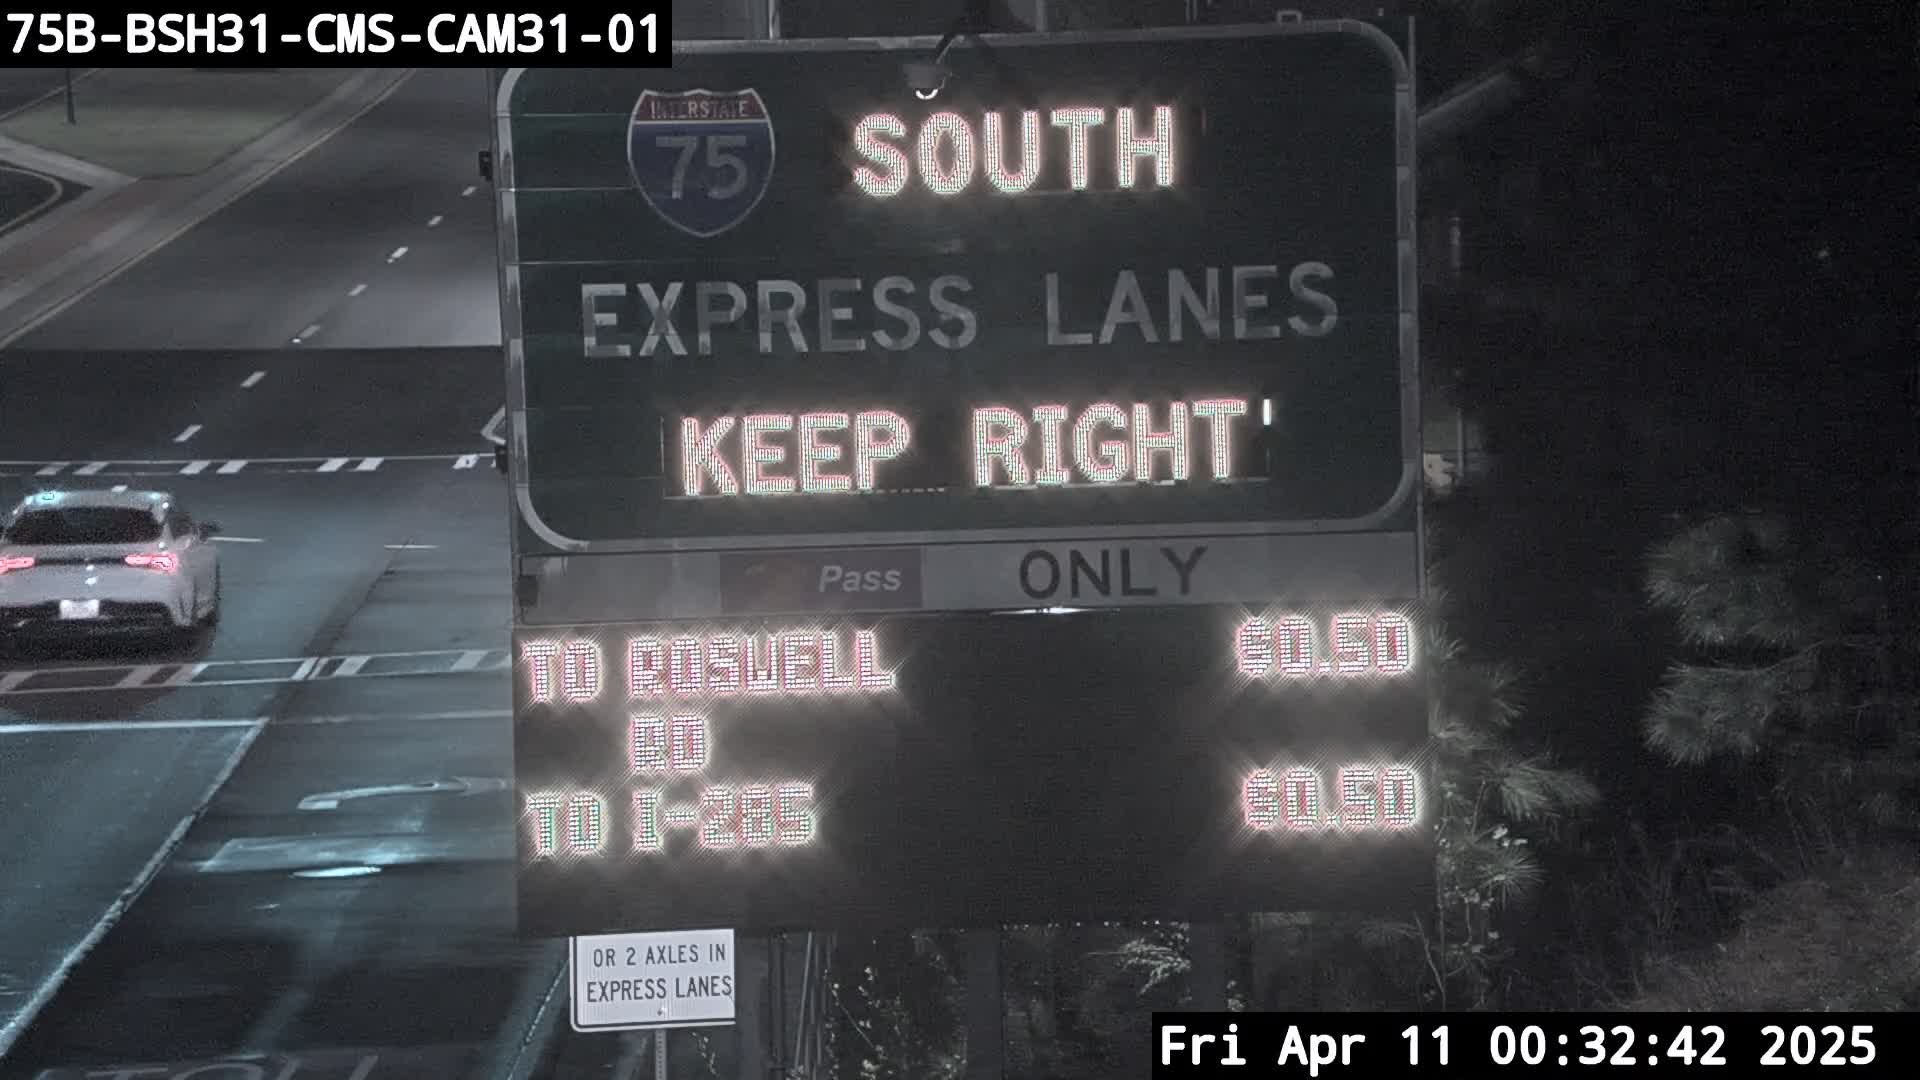 75B-BSH31-CMS-CAM31-01
INTERSTATE
75
SOUTH
EXPRESS LANES
KEEP RIGHT'
Pass ONLY
TO ROSWELL $0.50
RD
TO I-285 $0.50
OR 2 AXLES IN
EXPRESS LANES
Fri Apr 11 00:32:42 2025